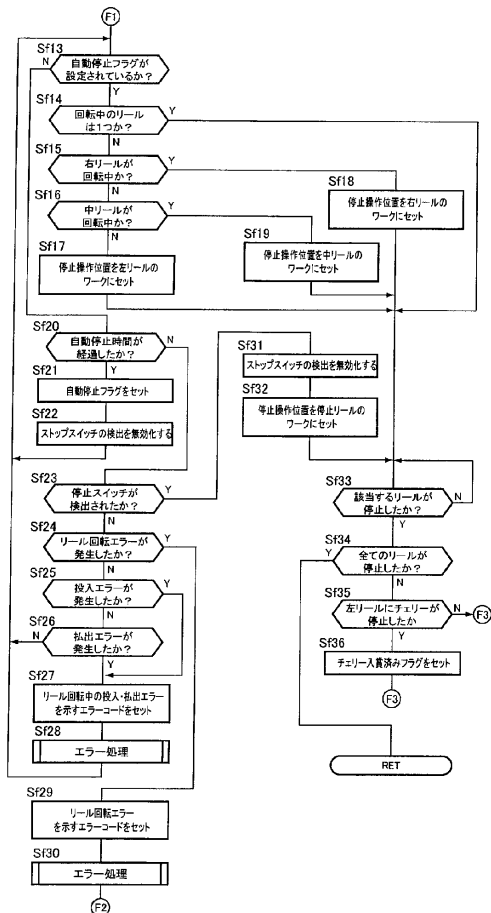 F1
Sf13
自動停止フラグが
設定されているか?
N
Y
Sf14
回転中のリール
は1つか?
Y
N
Sf15
右リールが
回転中か?
Y
N
Sf16
中リールが
回転中か?
Y
N
Sf17
停止操作位置を左リールの
ワークにセット
Sf18
停止操作位置を右リールの
ワークにセット
Sf19
停止操作位置を中リールの
ワークにセット
Sf20
自動停止時間が
経過したか?
N
Y
Sf21
自動停止フラグをセット
Sf22
ストップスイッチの検出を無効化する
Sf23
停止スイッチが
検出されたか?
Y
N
Sf24
リール回転エラーが
発生したか?
Y
N
Sf25
投入エラーが
発生したか?
Y
N
Sf26
払出エラーが
発生したか?
N
Y
Sf27
リール回転中の投入・払出エラー
を示すエラーコードをセット
Sf28
エラー処理
Sf29
リール回転エラー
を示すエラーコードをセット
Sf30
エラー処理
F2
Sf31
ストップスイッチの検出を無効化する
Sf32
停止操作位置を停止リールの
ワークにセット
Sf33
該当するリールが
停止したか?
N
Y
Sf34
全てのリールが
停止したか?
Y
N
Sf35
左リールにチェリーが
停止したか
N
F3
Y
Sf36
チェリー入賞済みフラグをセット
F3
RET